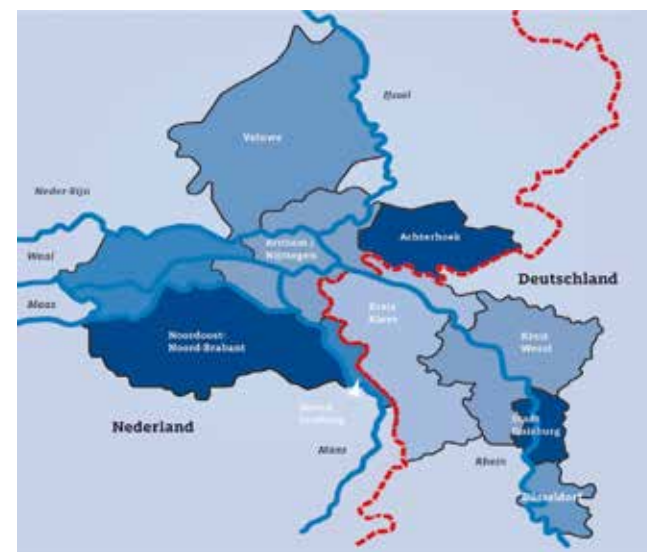 IJssel
Veluwe
Neder-Rijn
Achterhoek
Arnhem /
Nijmegen
Waal
Deutschland
Maas
Kreis
Kleve
Noordoost-
Noord-Brabant
Kreis
Wesel
Noord-
Limburg
Stadt
Duisburg
Nederland
Maas
Rhein
Düsseldorf